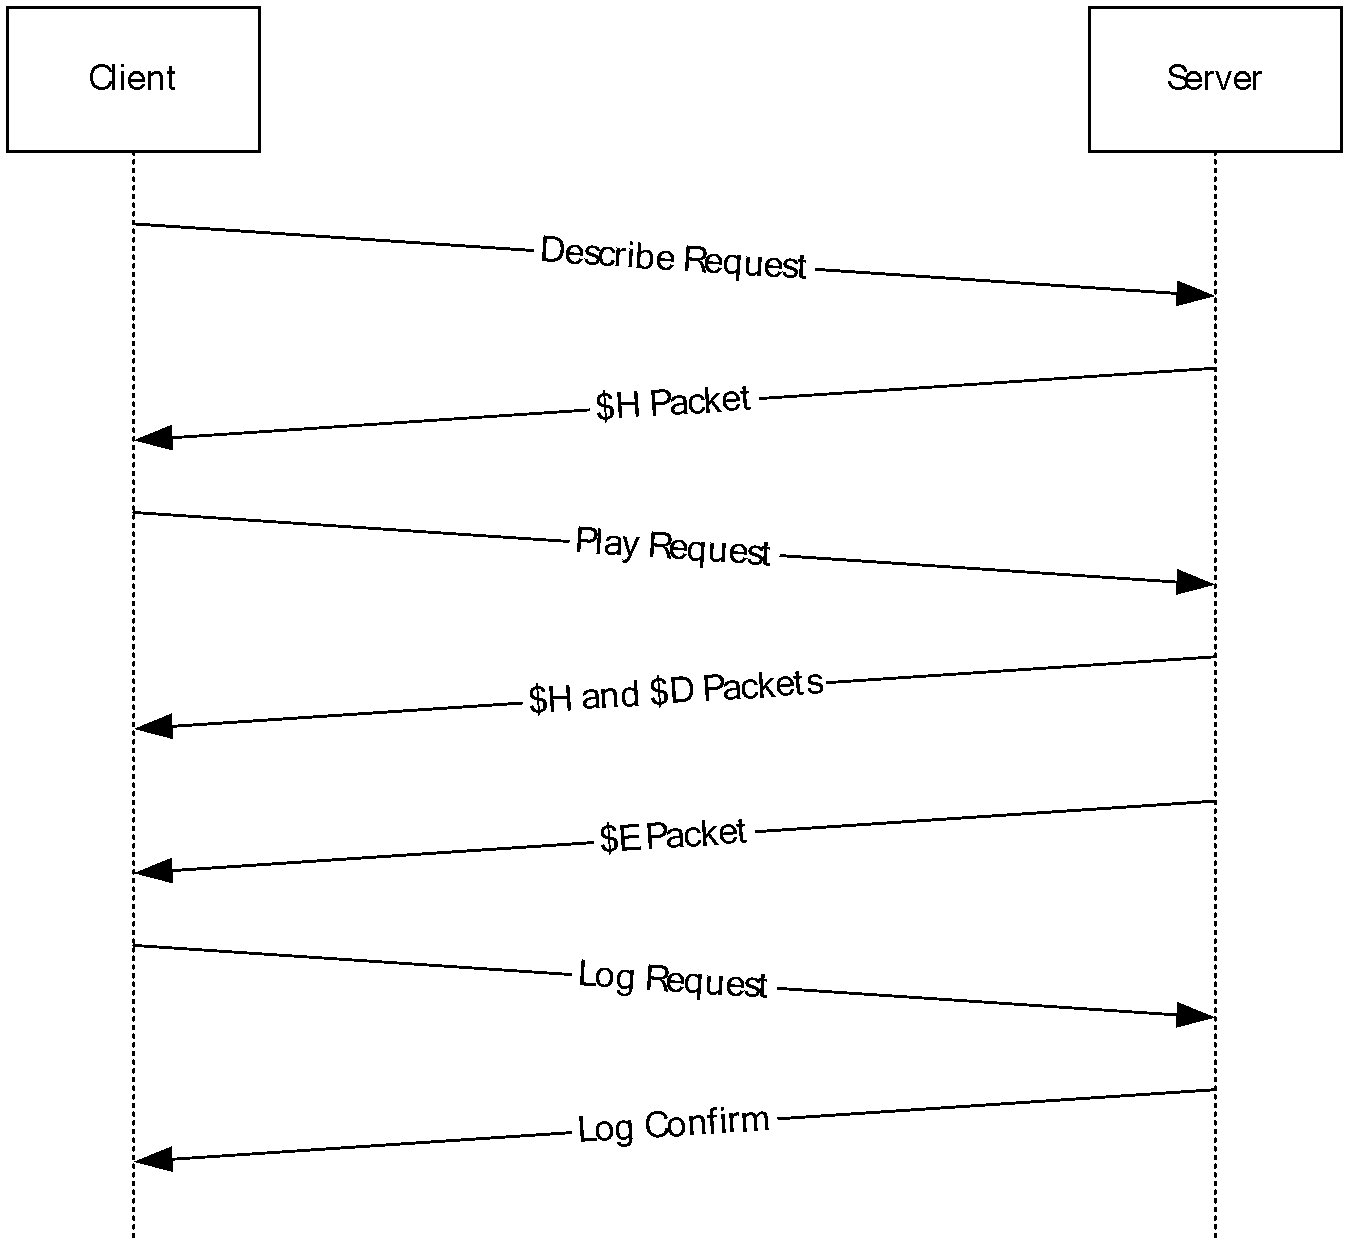 Client
Server
Describe Request
$H Packet
Play Request
$H and $D Packets
$E Packet
Log Request
Log Confirm